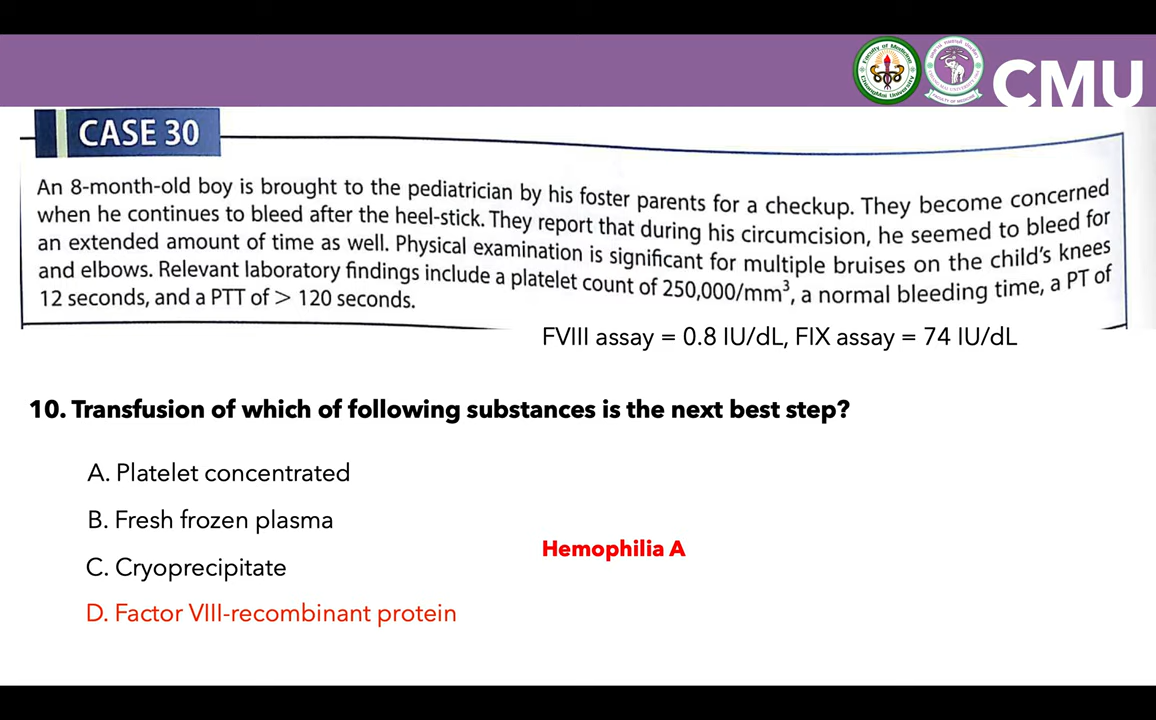 Faculty of Medicine
ChiangMai University
CMU
CASE 30
An 8-month-old boy is brought to the pediatrician by his foster parents for a checkup. They become concerned
when he continues to bleed after the heel-stick. They report that during his circumcision, he seemed to bleed for
an extended amount of time as well. Physical examination is significant for multiple bruises on the child's knees
and elbows. Relevant laboratory findings include a platelet count of 250,000/mm³, a normal bleeding time, a PT of
12 seconds, and a PTT of > 120 seconds.
FVIII assay = 0.8 IU/dL, FIX assay = 74 IU/dL
10. Transfusion of which of following substances is the next best step?
A. Platelet concentrated
B. Fresh frozen plasma
Hemophilia A
C. Cryoprecipitate
D. Factor VIII-recombinant protein